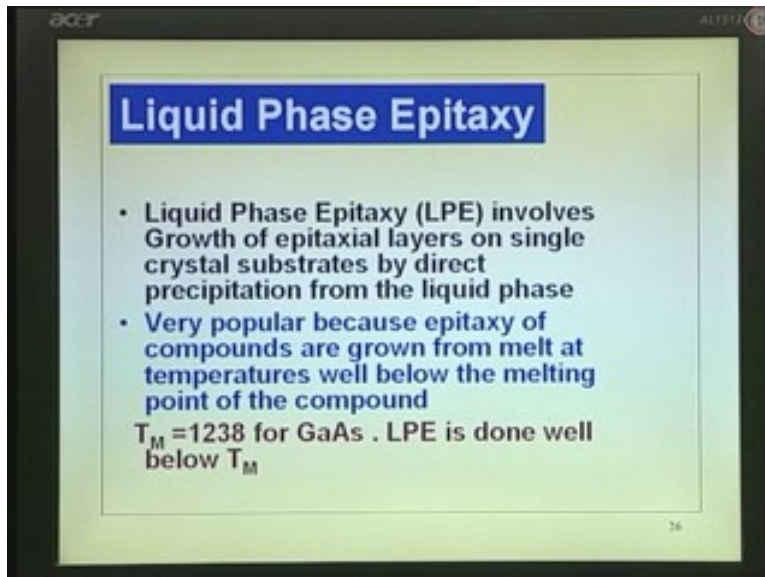 acer
Liquid Phase Epitaxy
• Liquid Phase Epitaxy (LPE) involves
Growth of epitaxial layers on single
crystal substrates by direct
precipitation from the liquid phase
• Very popular because epitaxy of
compounds are grown from melt at
temperatures well below the melting
point of the compound
TM =1238 for GaAs . LPE is done well
below TM
26